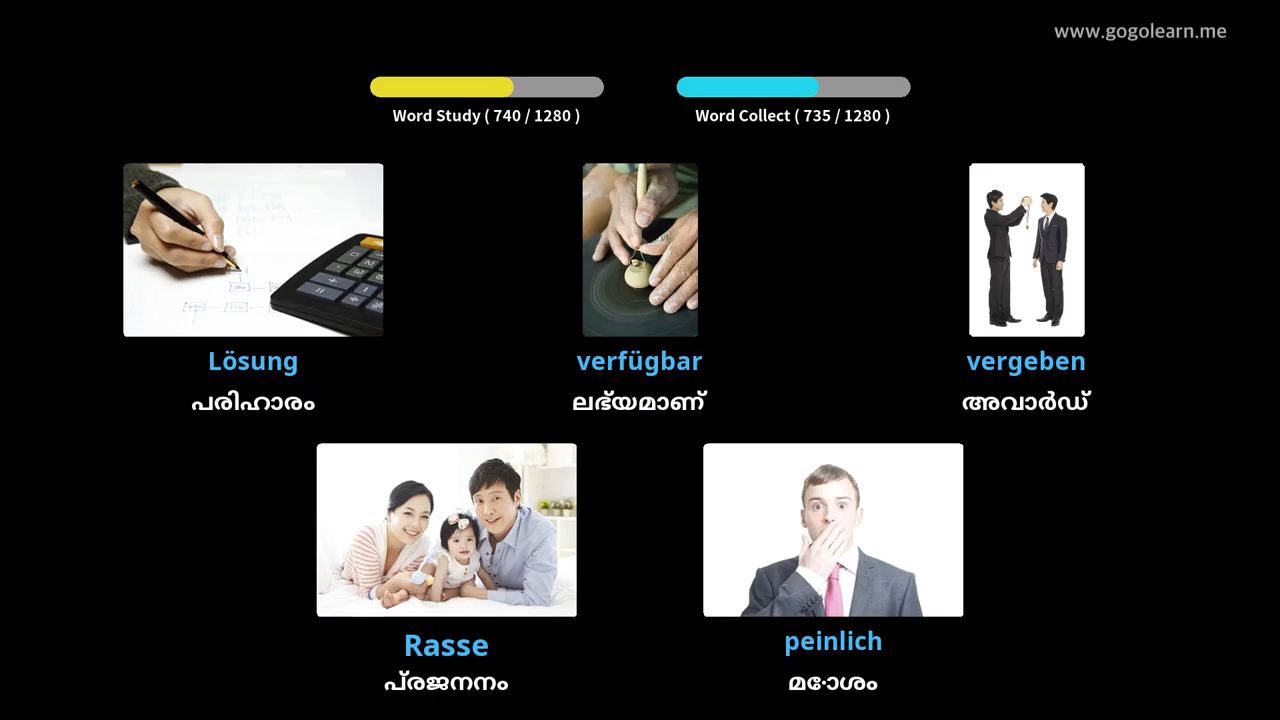 www.gogolearn.me
Word Study ( 740 / 1280 )
Word Collect ( 735 / 1280 )
Lösung
verfügbar
vergeben
പരിഹാരം
ലഭ്യമാണ്
അവാർഡ്
Rasse
peinlich
പ്രജനനം
മോശം